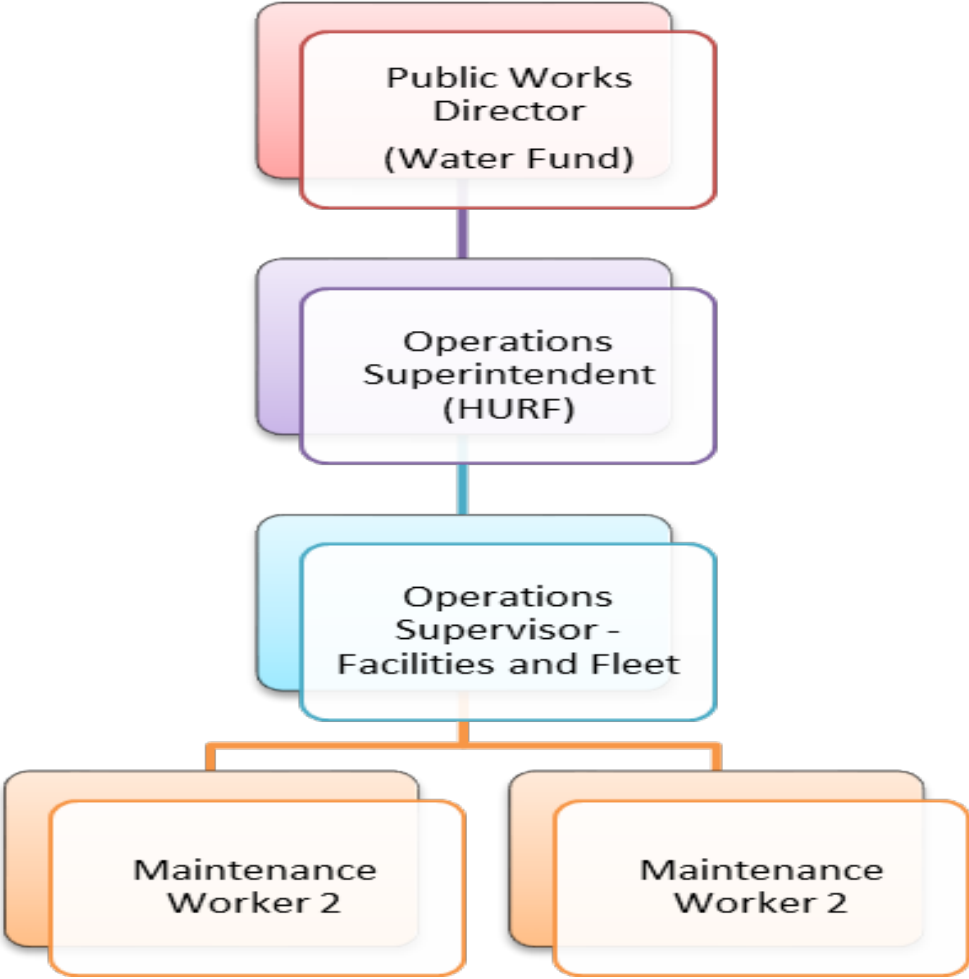 Public Works
Director
(Water Fund)
Operations
Superintendent
(HURF)
Operations
Supervisor -
Facilities and Fleet
Maintenance
Worker 2
Maintenance
Worker 2